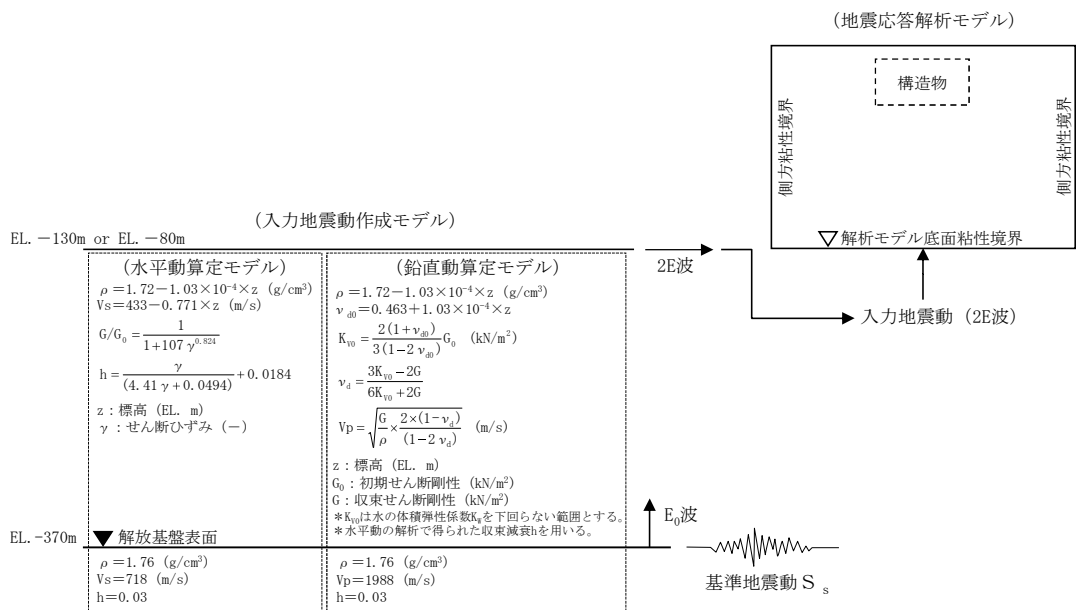 (地震応答解析モデル)
構造物
側方粘性境界
側方粘性境界
▽解析モデル底面粘性境界
(入力地震動作成モデル)
EL.-130m or EL.-80m
2E波
入力地震動 (2E波)
(水平動算定モデル)
ρ=1.72-1.03×10⁻⁴×z (g/cm³)
Vs=433-0.771×z (m/s)
G/G₀=1/(1+107γ^0.824)
h=γ/(4.41γ+0.0494)+0.0184
z:標高 (EL. m)
γ:せん断ひずみ (-)
(鉛直動算定モデル)
ρ=1.72-1.03×10⁻⁴×z (g/cm³)
ν_d0=0.463+1.03×10⁻⁴×z
K_V0=2(1+ν_d0)/3(1-2ν_d0) G₀ (kN/m²)
ν_d=(3K_V0-2G)/(6K_V0+2G)
Vp=√(G/ρ×2×(1-ν_d)/(1-2ν_d)) (m/s)
z:標高 (EL. m)
G₀:初期せん断剛性 (kN/m²)
G:収束せん断剛性 (kN/m²)
*K_V0は水の体積弾性係数K_Wを下回らない範囲とする。
*水平動の解析で得られた収束減衰hを用いる。
EL.-370m
▼解放基盤表面
E₀波
ρ=1.76 (g/cm³)
Vs=718 (m/s)
h=0.03
ρ=1.76 (g/cm³)
Vp=1988 (m/s)
h=0.03
基準地震動Sₛ